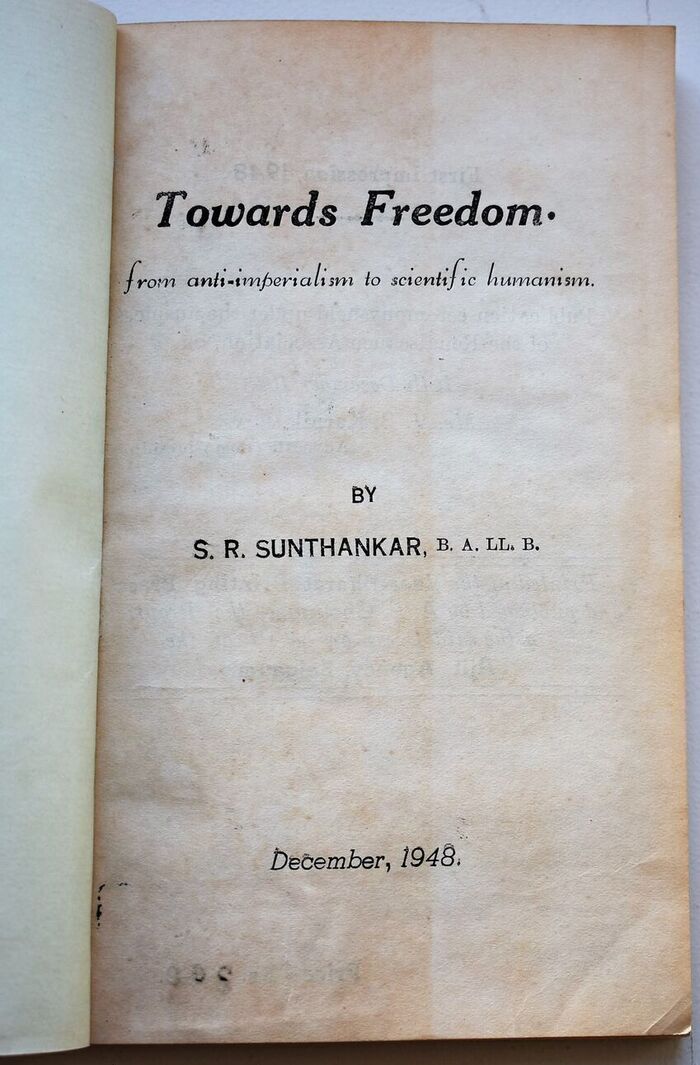 Towards Freedom.
from anti-imperialism to scientific humanism.
BY
S. R. SUNTHANKAR, B. A. LL. B.
December, 1948.